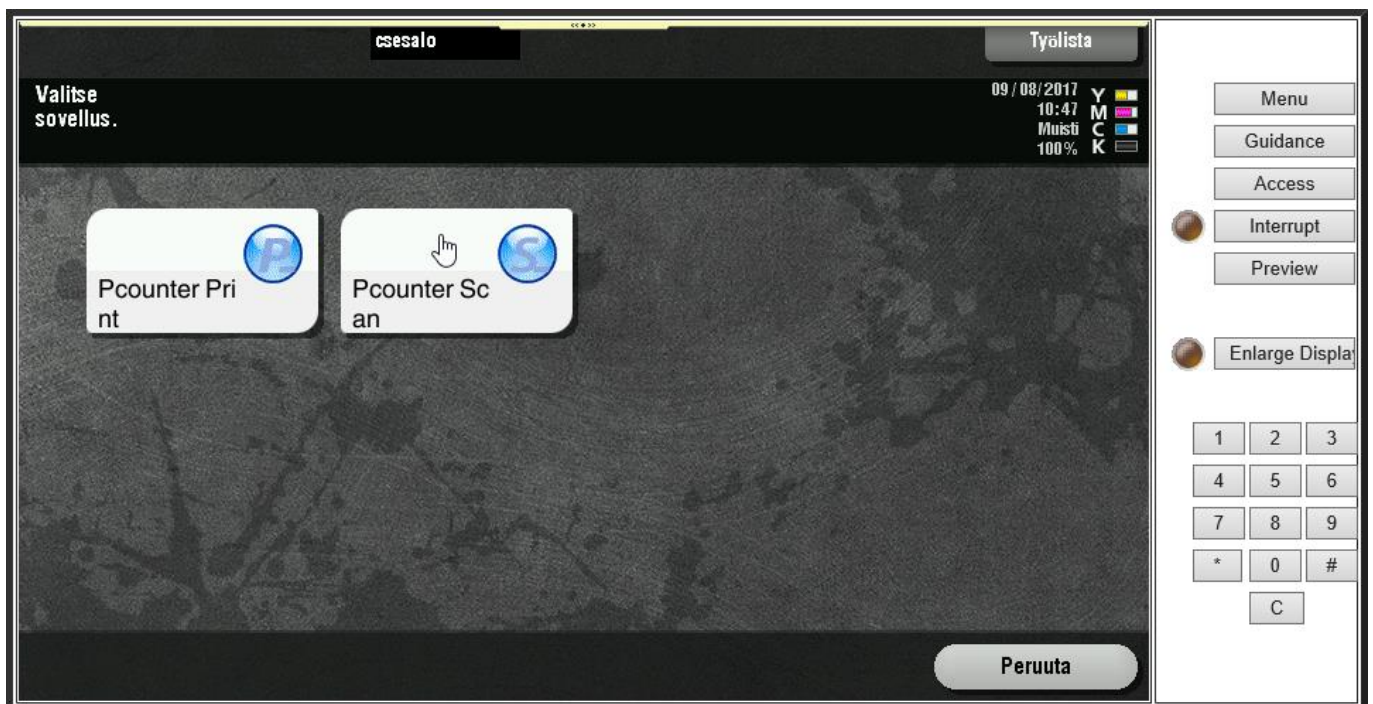 <<◆>>
csesalo
Työlista
Valitse
sovellus.
09/08/2017
10:47
Muisti
100%
Y
M
C
K
P
Pcounter Pri
nt
S
Pcounter Sc
an
Peruuta
Menu
Guidance
Access
Interrupt
Preview
Enlarge Display
1 2 3
4 5 6
7 8 9
* 0 #
C